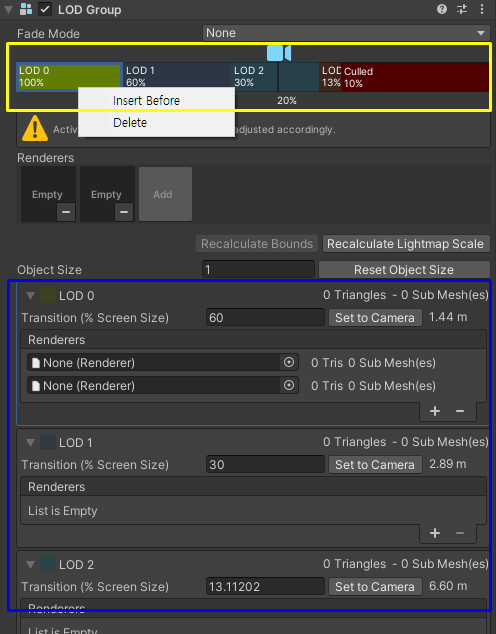 LOD Group
Fade Mode None
LOD 0 LOD 1 LOD 2 LOD Culled
100% 60% 30% 13% 10%
20%
Insert Before
Delete
Activ adjusted accordingly.
Renderers
Empty Empty Add
Recalculate Bounds Recalculate Lightmap Scale
Object Size 1 Reset Object Size
LOD 0 0 Triangles - 0 Sub Mesh(es)
Transition (% Screen Size) 60 Set to Camera 1.44 m
Renderers
None (Renderer) 0 Tris 0 Sub Mesh(es)
None (Renderer) 0 Tris 0 Sub Mesh(es)
+ −
LOD 1 0 Triangles - 0 Sub Mesh(es)
Transition (% Screen Size) 30 Set to Camera 2.89 m
Renderers
List is Empty
+ −
LOD 2 0 Triangles - 0 Sub Mesh(es)
Transition (% Screen Size) 13.11202 Set to Camera 6.60 m
Renderers
List is Empty